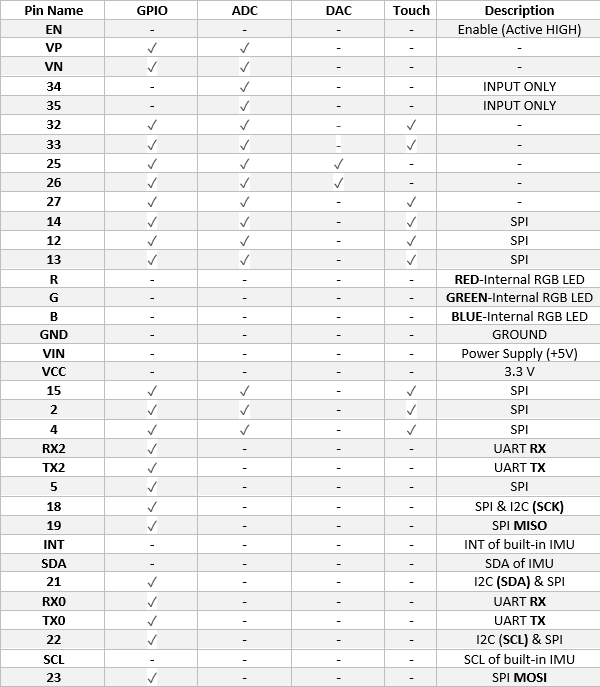 Pin Name GPIO ADC DAC Touch Description
EN - - - - Enable (Active HIGH)
VP ✓ ✓ - - -
VN ✓ ✓ - - -
34 - ✓ - - INPUT ONLY
35 - ✓ - - INPUT ONLY
32 ✓ ✓ - ✓ -
33 ✓ ✓ - ✓ -
25 ✓ ✓ ✓ - -
26 ✓ ✓ ✓ - -
27 ✓ ✓ - ✓ -
14 ✓ ✓ - ✓ SPI
12 ✓ ✓ - ✓ SPI
13 ✓ ✓ - ✓ SPI
R - - - - RED-Internal RGB LED
G - - - - GREEN-Internal RGB LED
B - - - - BLUE-Internal RGB LED
GND - - - - GROUND
VIN - - - - Power Supply (+5V)
VCC - - - - 3.3 V
15 ✓ ✓ - ✓ SPI
2 ✓ ✓ - ✓ SPI
4 ✓ ✓ - ✓ SPI
RX2 ✓ - - - UART RX
TX2 ✓ - - - UART TX
5 ✓ - - - SPI
18 ✓ - - - SPI & I2C (SCK)
19 ✓ - - - SPI MISO
INT - - - - INT of built-in IMU
SDA - - - - SDA of IMU
21 ✓ - - - I2C (SDA) & SPI
RX0 ✓ - - - UART RX
TX0 ✓ - - - UART TX
22 ✓ - - - I2C (SCL) & SPI
SCL - - - - SCL of built-in IMU
23 ✓ - - - SPI MOSI